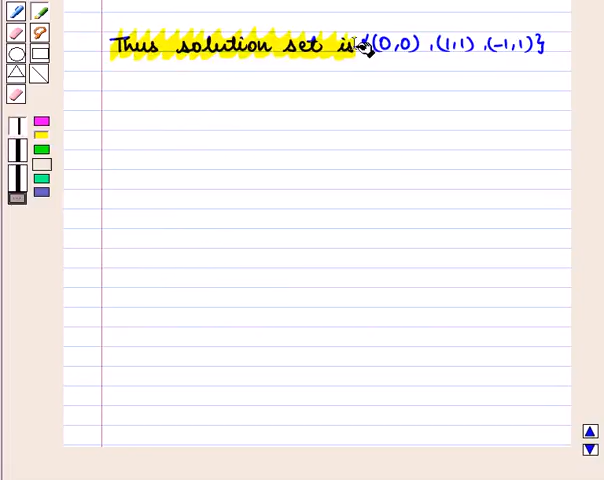 Thus solution set is {(0,0) ,(1,1) ,(-1,1)}